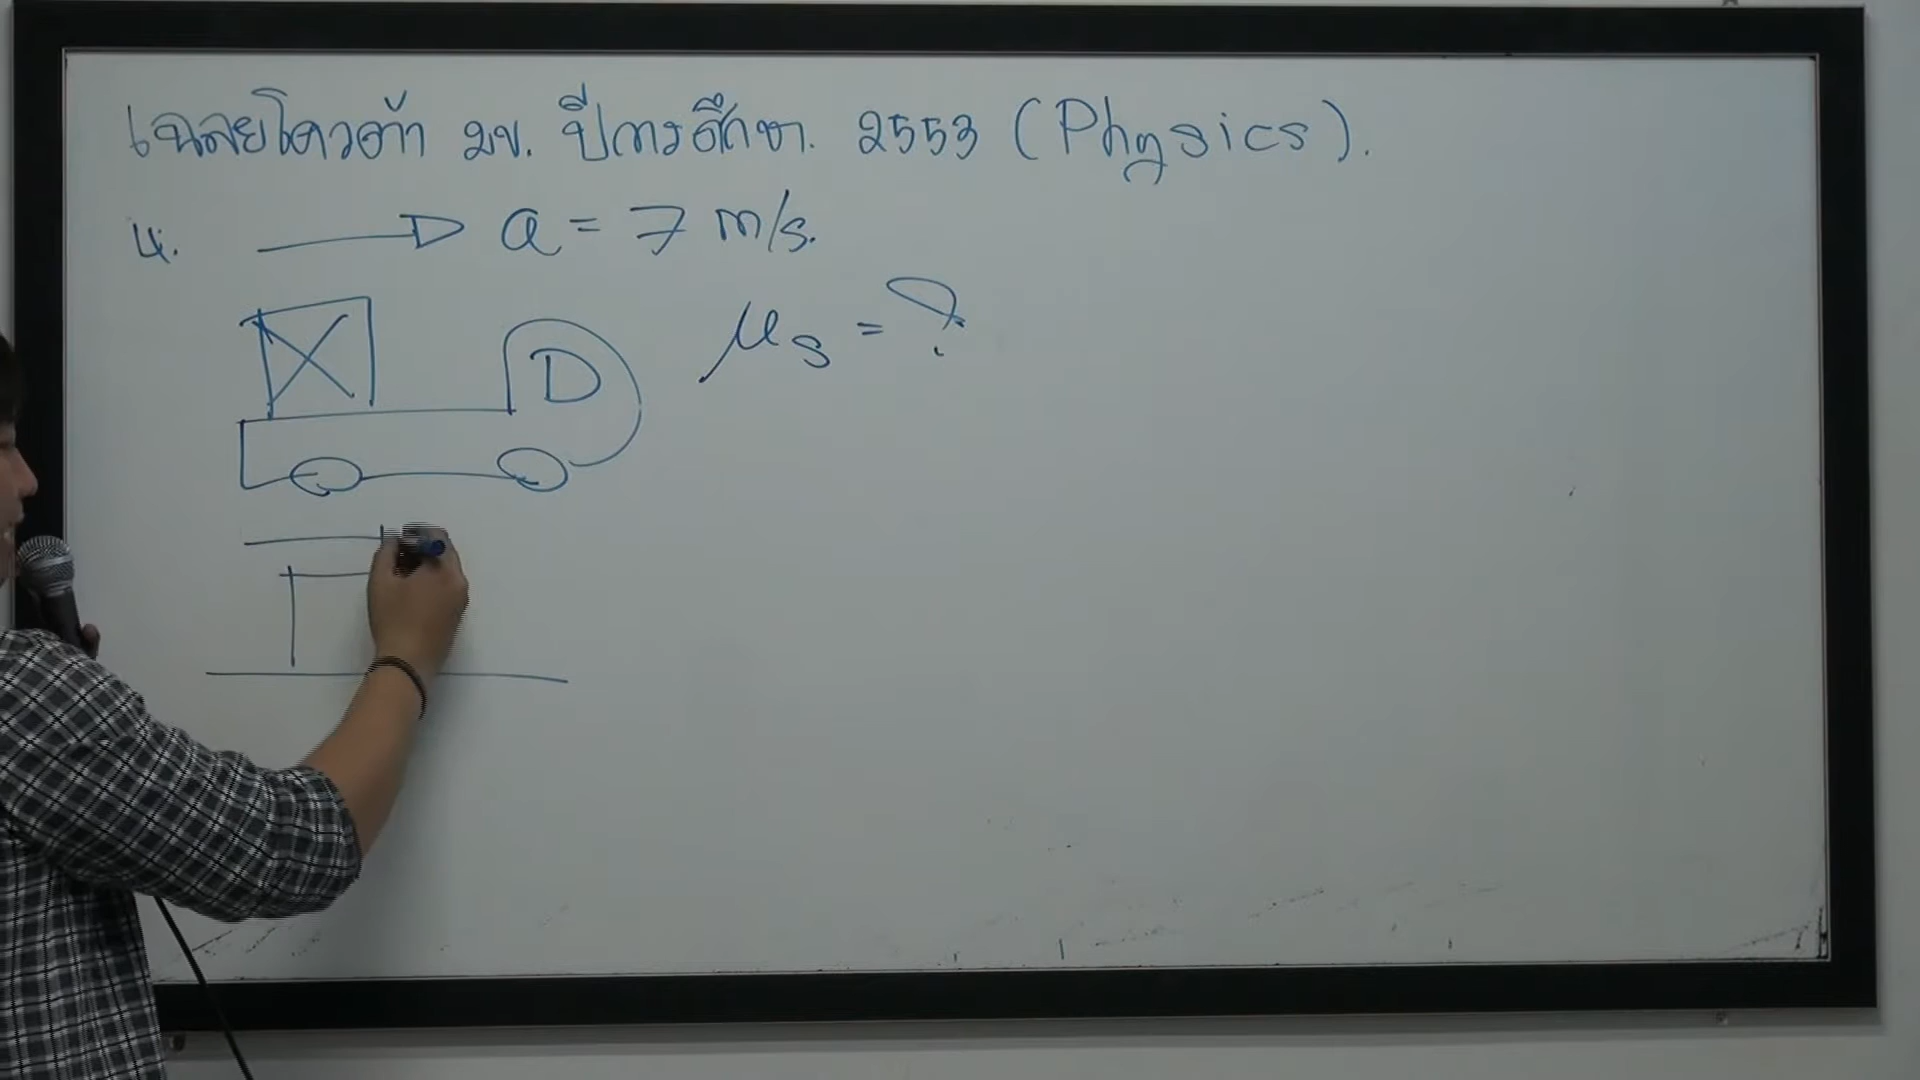 เฉลยโควต้า มข. ปีการศึกษา. 2553 (Physics).
4. a = 7 m/s.
μs = ?
D